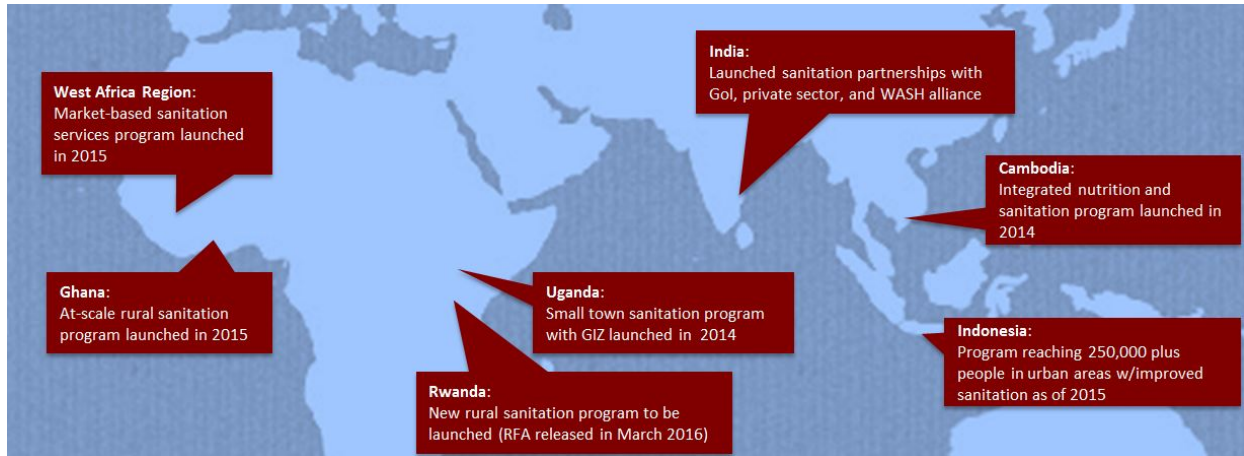 West Africa Region:
Market-based sanitation
services program launched
in 2015
India:
Launched sanitation partnerships with
GoI, private sector, and WASH alliance
Cambodia:
Integrated nutrition and
sanitation program launched in
2014
Ghana:
At-scale rural sanitation
program launched in 2015
Uganda:
Small town sanitation program
with GIZ launched in  2014
Indonesia:
Program reaching 250,000 plus
people in urban areas w/improved
sanitation as of 2015
Rwanda:
New rural sanitation program to be
launched (RFA released in March 2016)